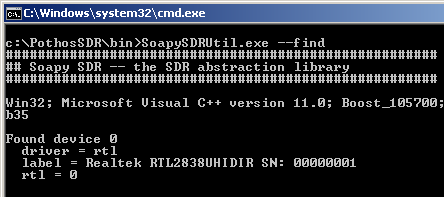 C:\Windows\system32\cmd.exe
c:\PothosSDR\bin>SoapySDRUtil.exe --find
######################################################
## Soapy SDR -- the SDR abstraction library
######################################################
Win32; Microsoft Visual C++ version 11.0; Boost_105700;
b35
Found device 0
driver = rtl
label = Realtek RTL2838UHIDIR SN: 00000001
rtl = 0